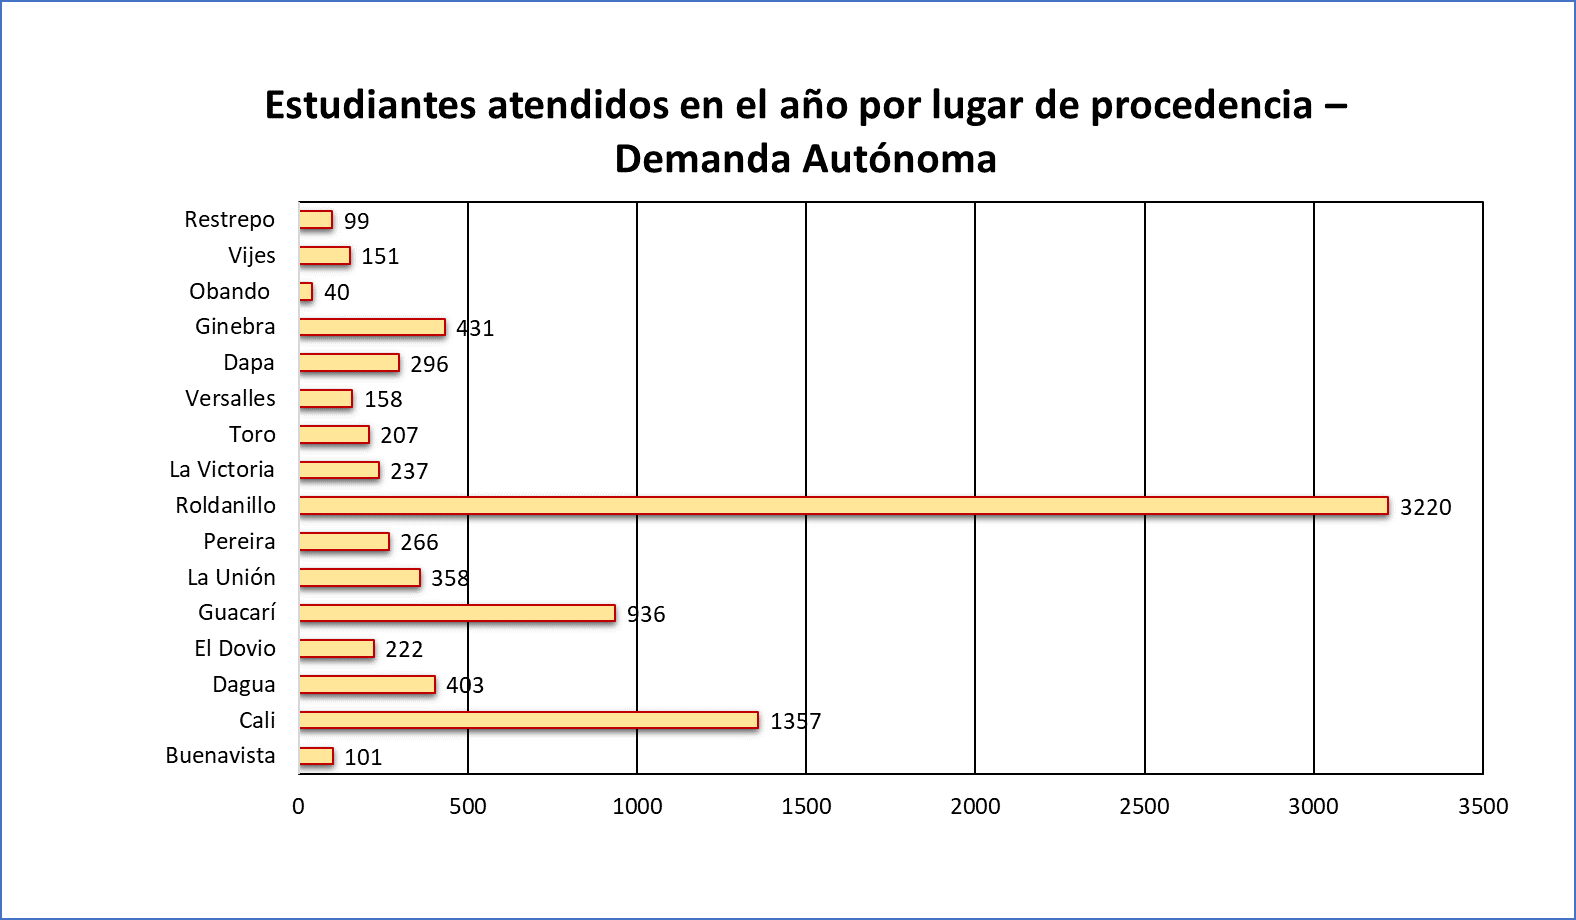 Estudiantes atendidos en el año por lugar de procedencia –
Demanda Autónoma
Restrepo 99
Vijes 151
Obando 40
Ginebra 431
Dapa 296
Versalles 158
Toro 207
La Victoria 237
Roldanillo 3220
Pereira 266
La Unión 358
Guacarí 936
El Dovio 222
Dagua 403
Cali 1357
Buenavista 101
0 500 1000 1500 2000 2500 3000 3500